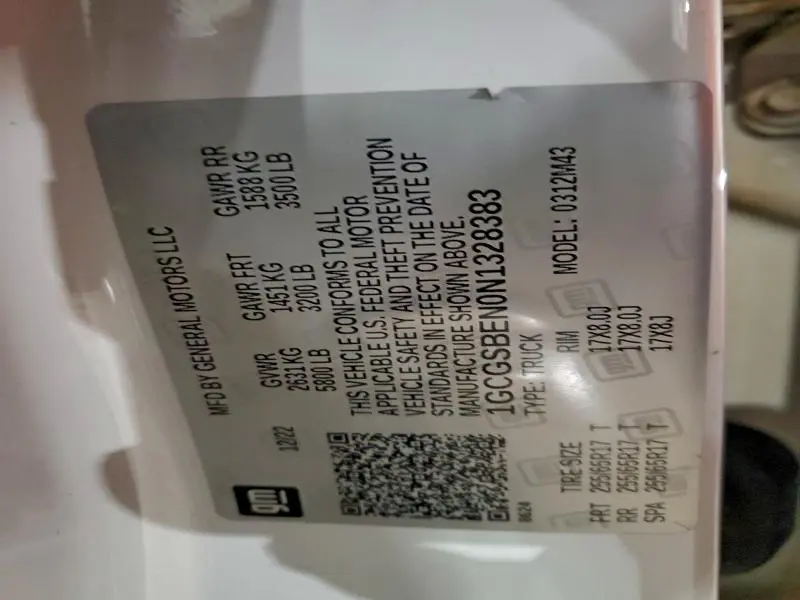 gm
MFD BY GENERAL MOTORS LLC
12/22
GVWR GAWR FRT GAWR RR
2631 KG 1451 KG 1588 KG
5800 LB 3200 LB 3500 LB
THIS VEHICLE CONFORMS TO ALL
APPLICABLE U.S. FEDERAL MOTOR
VEHICLE SAFETY AND THEFT PREVENTION
STANDARDS IN EFFECT ON THE DATE OF
MANUFACTURE SHOWN ABOVE.
1GCGSBEN0N1328383
0624 TYPE: TRUCK MODEL: 0312M43
TIRE SIZE RIM
FRT 255/65R17 T 17X8.0J
RR 255/65R17 T 17X8.0J
SPA 265/65R17 T 17X8J